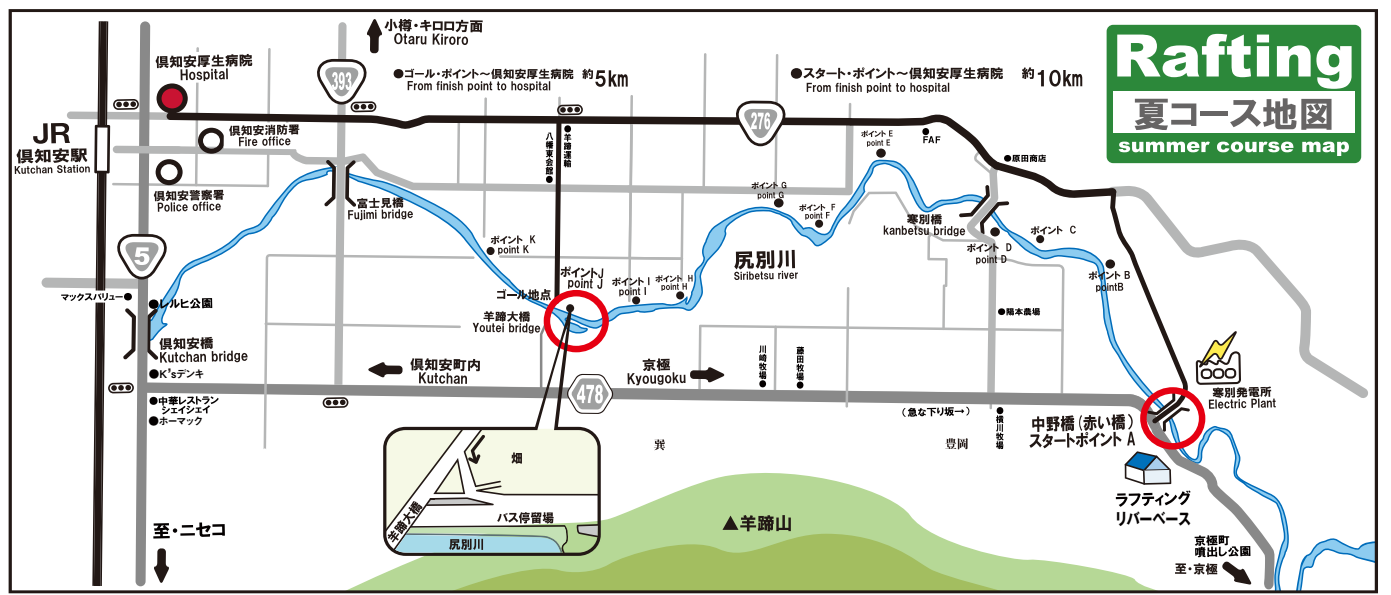 小樽・キロロ方面
Otaru Kiroro
Rafting
夏コース地図
summer course map
倶知安厚生病院
Hospital
393
●ゴール・ポイント～倶知安厚生病院 約5km
From finish point to hospital
●スタート・ポイント～倶知安厚生病院 約10km
From finish point to hospital
JR
倶知安駅
Kutchan Station
倶知安消防署
Fire office
倶知安警察署
Police office
276
八幡東会館
羊蹄運輸
ポイント E
point E
FAF
原田商店
富士見橋
Fujimi bridge
ポイント G
point G
ポイント F
point F
寒別橋
kanbetsu bridge
ポイント D
point D
ポイント C
ポイント B
pointB
5
ポイント K
point K
尻別川
Siribetsu river
ポイントJ
point J
ポイント I
point I
ポイント H
point H
ゴール地点
マックスバリュー
レルヒ公園
羊蹄大橋
Youtei bridge
陽本農場
倶知安橋
Kutchan bridge
K'sデンキ
倶知安町内
Kutchan
京極
Kyougoku
川崎牧場
藤田牧場
寒別発電所
Electric Plant
478
中華レストラン
シェイシェイ
ホーマック
(急な下り坂→)
横川牧場
中野橋(赤い橋)
スタートポイント A
巽
豊岡
畑
羊蹄大橋
バス停留場
尻別川
ラフティング
リバーベース
▲羊蹄山
至・ニセコ
京極町
噴出し公園
至・京極